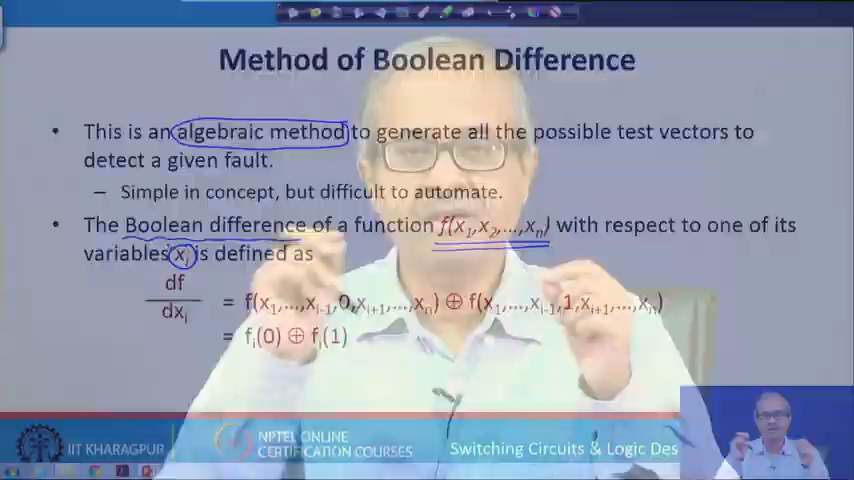 Method of Boolean Difference
• This is an algebraic method to generate all the possible test vectors to
detect a given fault.
– Simple in concept, but difficult to automate.
• The Boolean difference of a function f(x1,x2,...,xn) with respect to one of its
variables xi is defined as
df
dxi
= f(x1,...,xi-1,0,xi+1,...,xn) ⊕ f(x1,...,xi-1,1,xi+1,...,xn)
= fi(0) ⊕ fi(1)
IIT KHARAGPUR
NPTEL ONLINE
CERTIFICATION COURSES
Switching Circuits & Logic Des